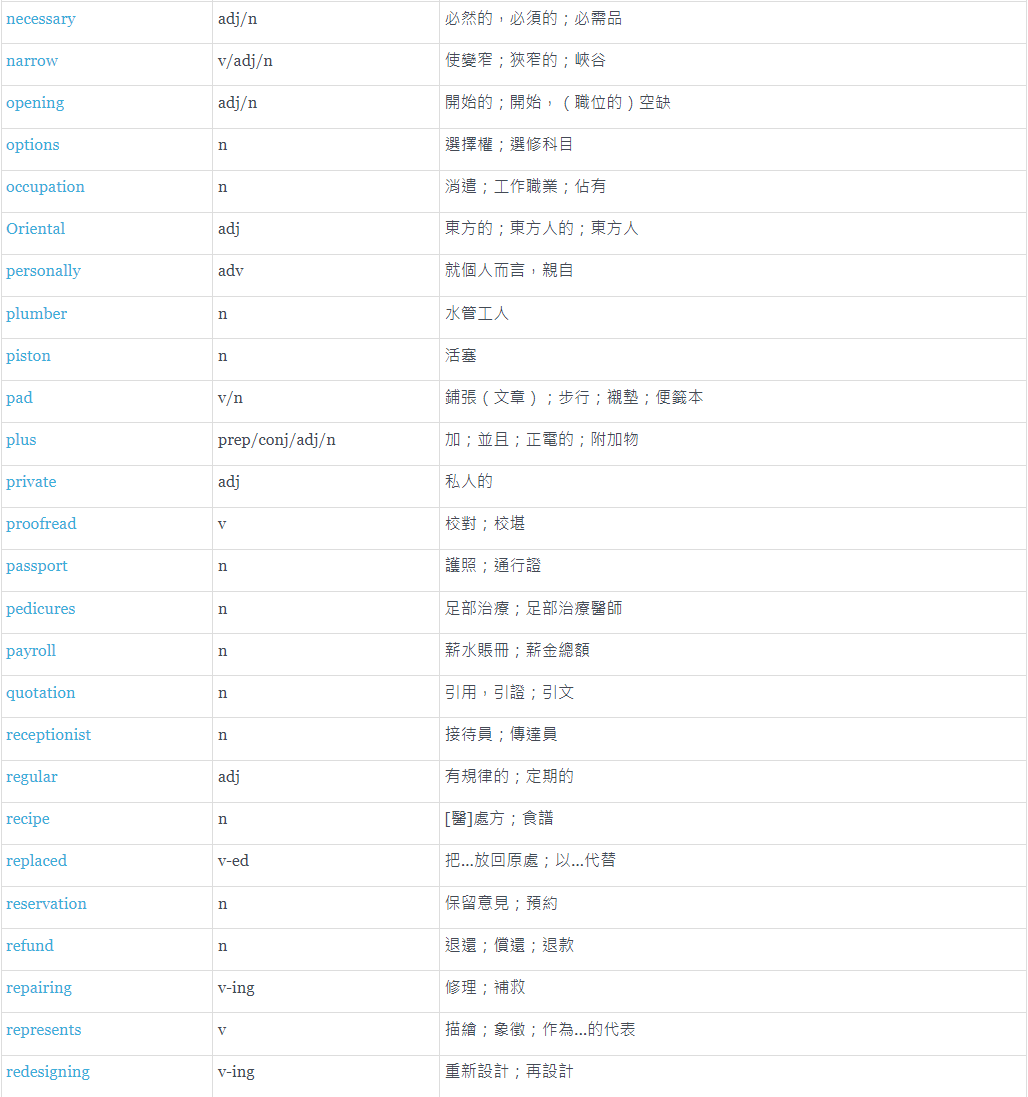 necessary adj/n 必然的，必須的；必需品
narrow v/adj/n 使變窄；狹窄的；峽谷
opening adj/n 開始的；開始，（職位的）空缺
options n 選擇權；選修科目
occupation n 消遣；工作職業；佔有
Oriental adj 東方的；東方人的；東方人
personally adv 就個人而言，親自
plumber n 水管工人
piston n 活塞
pad v/n 鋪張（文章）；步行；襯墊；便籤本
plus prep/conj/adj/n 加；並且；正電的；附加物
private adj 私人的
proofread v 校對；校堪
passport n 護照；通行證
pedicures n 足部治療；足部治療醫師
payroll n 薪水賬冊；薪金總額
quotation n 引用，引證；引文
receptionist n 接待員；傳達員
regular adj 有規律的；定期的
recipe n [醫]處方；食譜
replaced v-ed 把...放回原處；以...代替
reservation n 保留意見；預約
refund n 退還；償還；退款
repairing v-ing 修理；補救
represents v 描繪；象徵；作為...的代表
redesigning v-ing 重新設計；再設計